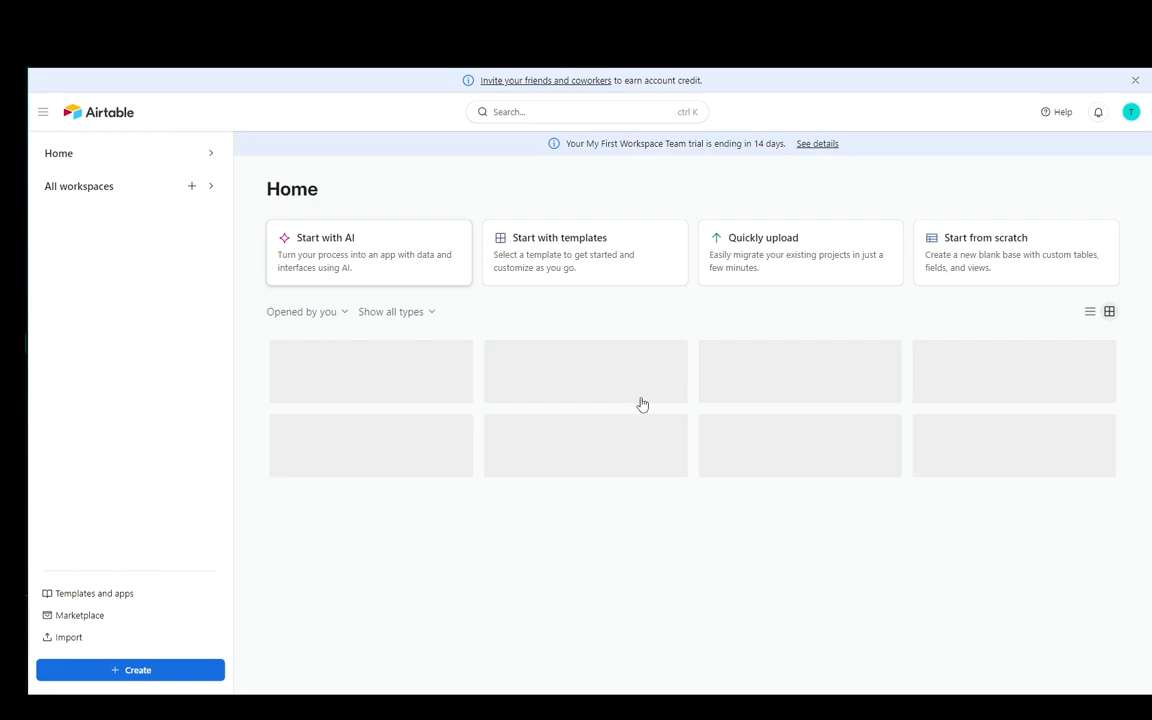 Invite your friends and coworkers to earn account credit.
Airtable
Search...
ctrl K
Help
T
Home
All workspaces
Your My First Workspace Team trial is ending in 14 days. See details
Home
Start with AI
Turn your process into an app with data and
interfaces using AI.
Start with templates
Select a template to get started and
customize as you go.
Quickly upload
Easily migrate your existing projects in just a
few minutes.
Start from scratch
Create a new blank base with custom tables,
fields, and views.
Opened by you
Show all types
Templates and apps
Marketplace
Import
+ Create